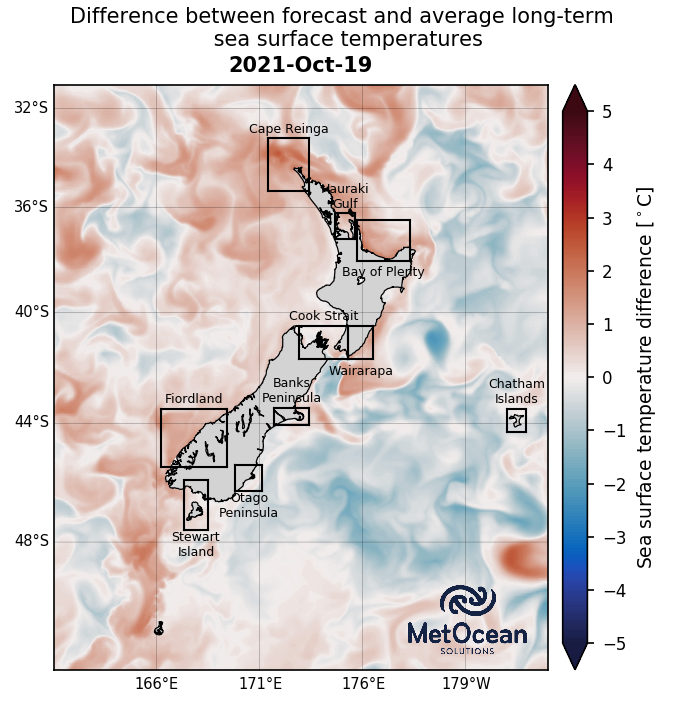 Difference between forecast and average long-term
sea surface temperatures
2021-Oct-19
32°S
36°S
40°S
44°S
48°S
166°E
171°E
176°E
179°W
Cape Reinga
Hauraki
Gulf
Bay of Plenty
Cook Strait
Wairarapa
Banks
Peninsula
Chatham
Islands
Fiordland
Otago
Peninsula
Stewart
Island
MetOcean
SOLUTIONS
5
4
3
2
1
0
−1
−2
−3
−4
−5
Sea surface temperature difference [°C]